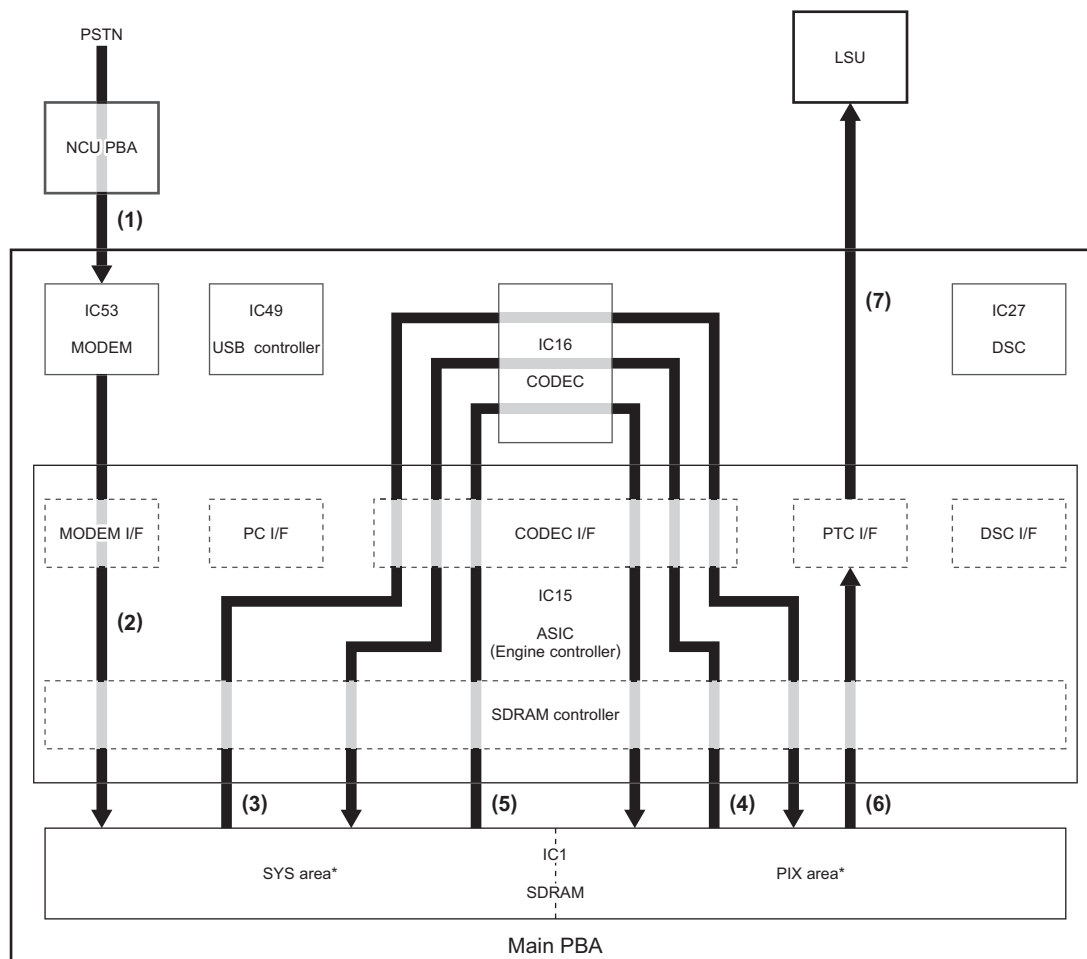 PSTN
LSU
NCU PBA
(1)
(7)
IC53
MODEM
IC49
USB controller
IC16
CODEC
IC27
DSC
MODEM I/F
PC I/F
CODEC I/F
PTC I/F
DSC I/F
(2)
IC15
ASIC
(Engine controller)
SDRAM controller
(3)
(5)
(4)
(6)
SYS area*
IC1
SDRAM
PIX area*
Main PBA